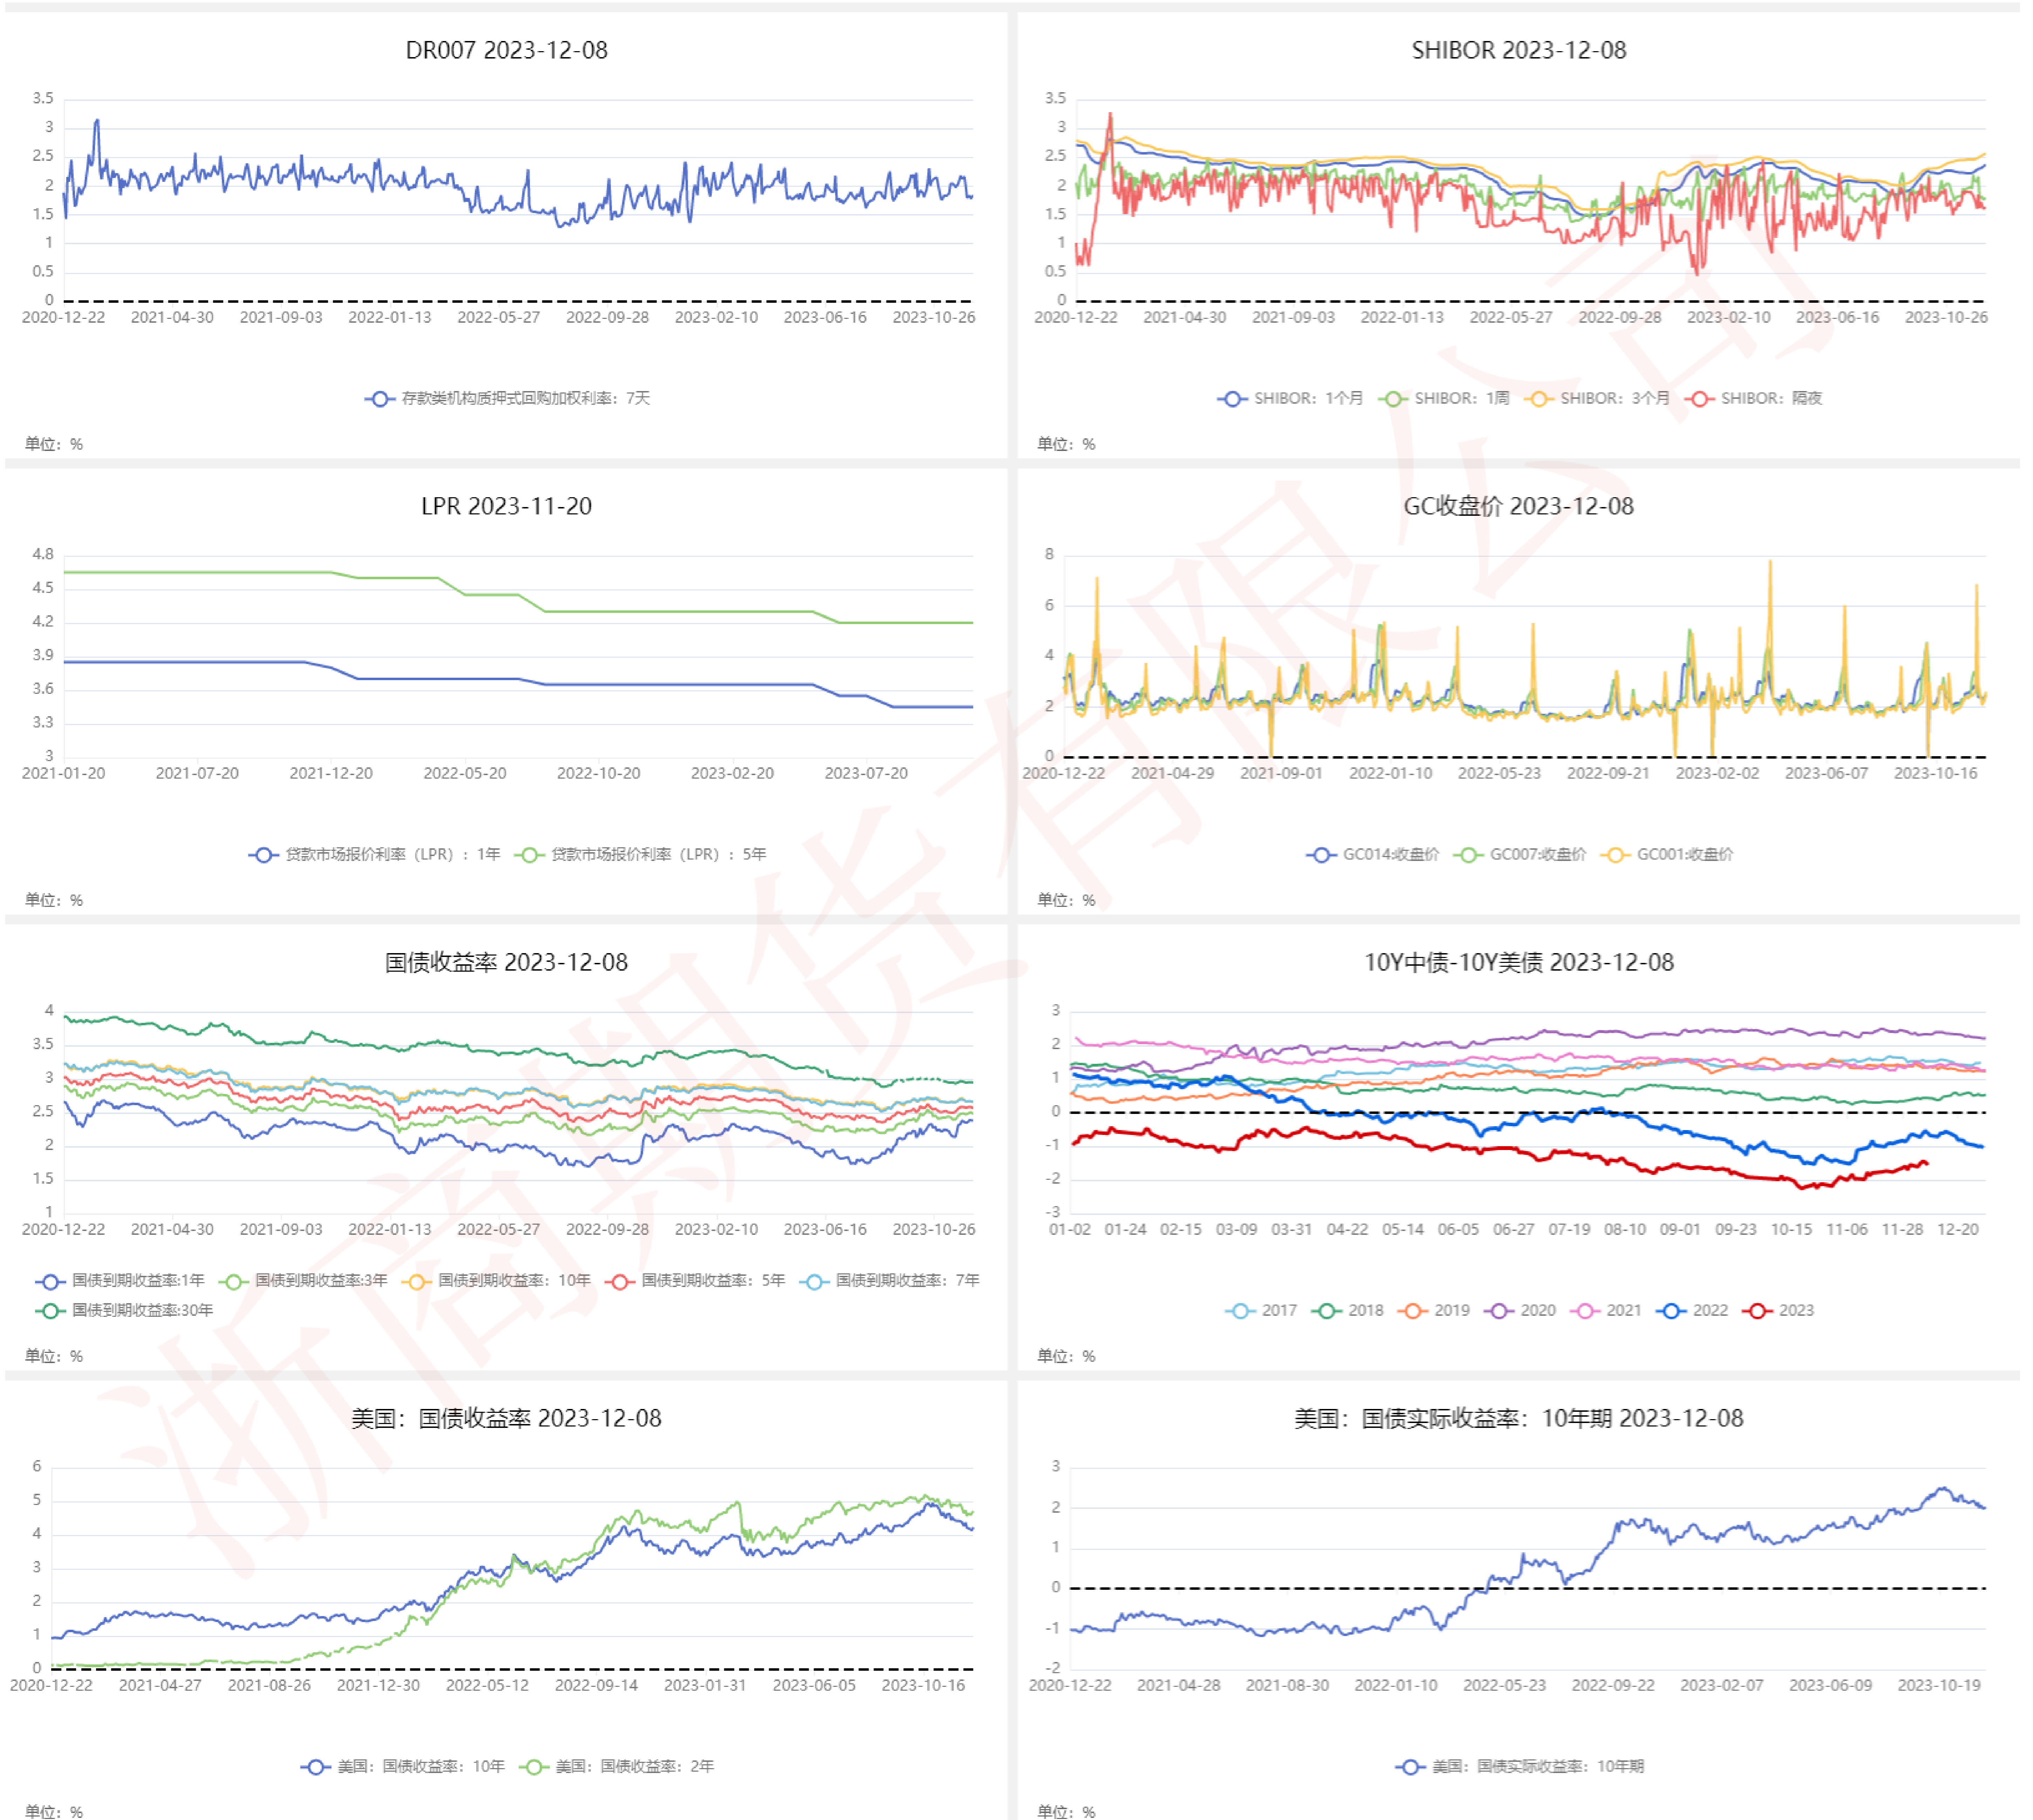 DR007 2023-12-08
3.5
3
2.5
2
1.5
1
0.5
0
2020-12-22 2021-04-30 2021-09-03 2022-01-13 2022-05-27 2022-09-28 2023-02-10 2023-06-16 2023-10-26
存款类机构质押式回购加权利率：7天
单位：%
SHIBOR 2023-12-08
3.5
3
2.5
2
1.5
1
0.5
0
2020-12-22 2021-04-30 2021-09-03 2022-01-13 2022-05-27 2022-09-28 2023-02-10 2023-06-16 2023-10-26
SHIBOR：1个月 SHIBOR：1周 SHIBOR：3个月 SHIBOR：隔夜
单位：%
LPR 2023-11-20
4.8
4.5
4.2
3.9
3.6
3.3
3
2021-01-20 2021-07-20 2021-12-20 2022-05-20 2022-10-20 2023-02-20 2023-07-20
贷款市场报价利率（LPR）：1年 贷款市场报价利率（LPR）：5年
单位：%
GC收盘价 2023-12-08
8
6
4
2
0
2020-12-22 2021-04-29 2021-09-01 2022-01-10 2022-05-23 2022-09-21 2023-02-02 2023-06-07 2023-10-16
GC014:收盘价 GC007:收盘价 GC001:收盘价
单位：%
国债收益率 2023-12-08
4
3.5
3
2.5
2
1.5
1
2020-12-22 2021-04-30 2021-09-03 2022-01-13 2022-05-27 2022-09-28 2023-02-10 2023-06-16 2023-10-26
国债到期收益率:1年 国债到期收益率:3年 国债到期收益率：10年 国债到期收益率：5年 国债到期收益率：7年
国债到期收益率:30年
单位：%
10Y中债-10Y美债 2023-12-08
3
2
1
0
-1
-2
-3
01-02 01-24 02-15 03-09 03-31 04-22 05-14 06-05 06-27 07-19 08-10 09-01 09-23 10-15 11-06 11-28 12-20
2017 2018 2019 2020 2021 2022 2023
单位：%
美国：国债收益率 2023-12-08
6
5
4
3
2
1
0
2020-12-22 2021-04-27 2021-08-26 2021-12-30 2022-05-12 2022-09-14 2023-01-31 2023-06-05 2023-10-16
美国：国债收益率：10年 美国：国债收益率：2年
单位：%
美国：国债实际收益率：10年期 2023-12-08
3
2
1
0
-1
-2
2020-12-22 2021-04-28 2021-08-30 2022-01-10 2022-05-23 2022-09-22 2023-02-07 2023-06-09 2023-10-19
美国：国债实际收益率：10年期
单位：%
浙商期货有限公司